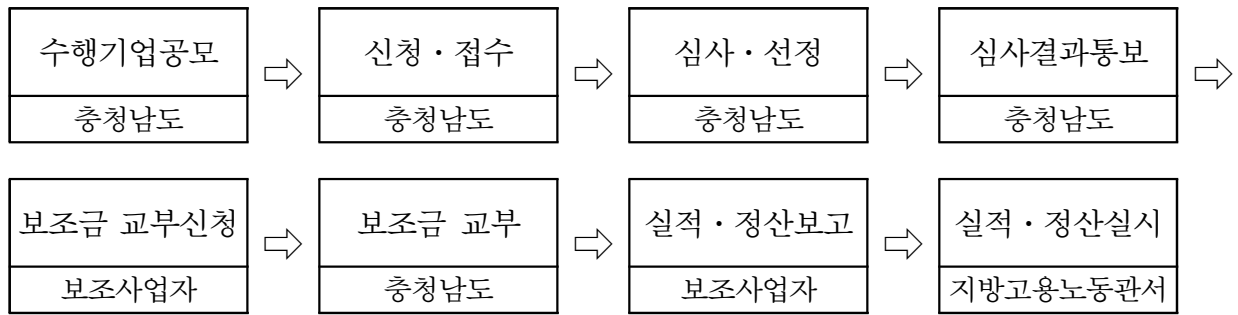 수행기업공모 ⇨ 신청・접수 ⇨ 심사・선정 ⇨ 심사결과통보 ⇨
충청남도 충청남도 충청남도 충청남도
보조금 교부신청 ⇨ 보조금 교부 ⇨ 실적・정산보고 ⇨ 실적・정산실시
보조사업자 충청남도 보조사업자 지방고용노동관서